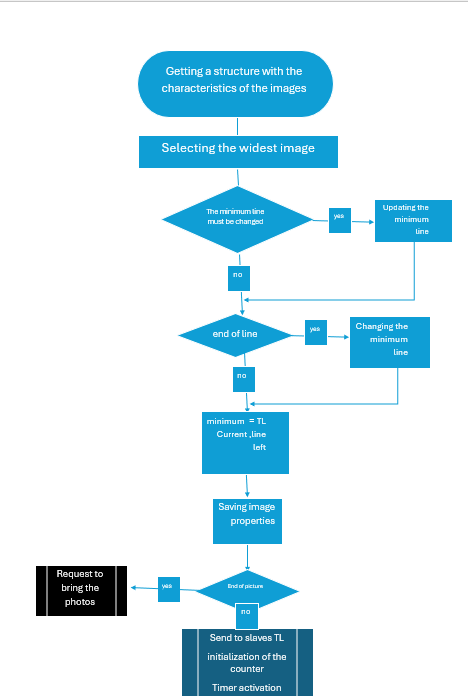 Getting a structure with the
characteristics of the images
Selecting the widest image
The minimum line
must be changed
yes
Updating the
minimum
line
no
end of line
yes
Changing the
minimum
line
no
minimum = TL
Current ,line
left
Saving image
properties
End of picture
yes
Request to
bring the
photos
no
Send to slaves TL
initialization of the
counter
Timer activation